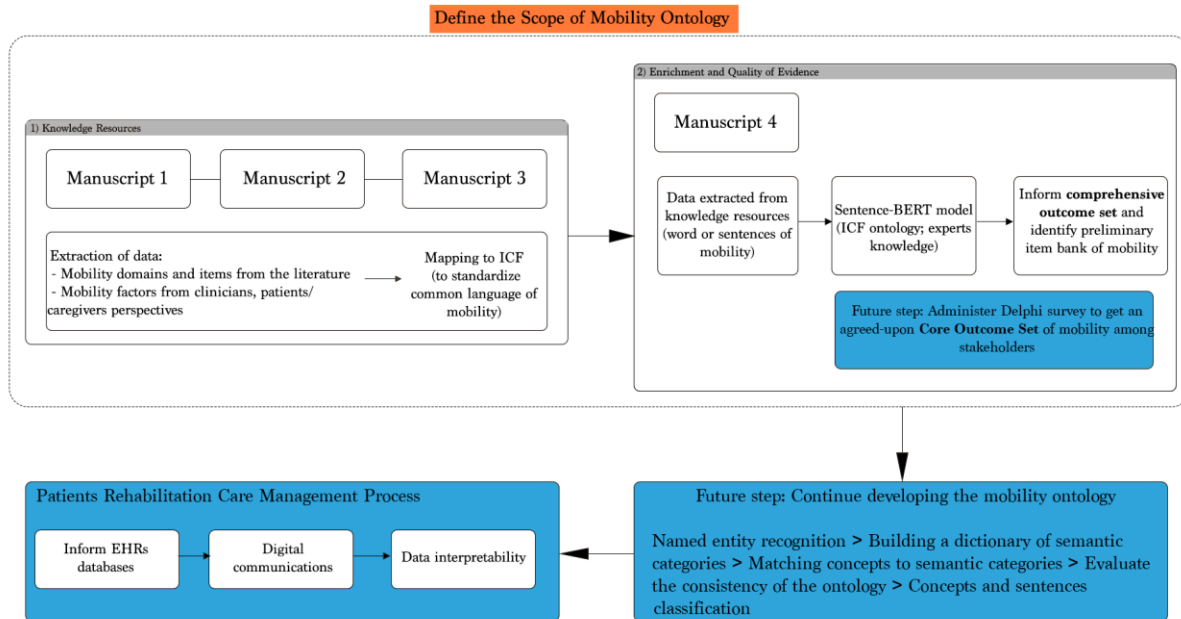 Define the Scope of Mobility Ontology
1) Knowledge Resources
Manuscript 1
Manuscript 2
Manuscript 3
Extraction of data:
- Mobility domains and items from the literature
- Mobility factors from clinicians, patients/
caregivers perspectives
Mapping to ICF
(to standardize
common language of
mobility)
2) Enrichment and Quality of Evidence
Manuscript 4
Data extracted from
knowledge resources
(word or sentences of
mobility)
Sentence-BERT model
(ICF ontology; experts
knowledge)
Inform comprehensive
outcome set and
identify preliminary
item bank of mobility
Future step: Administer Delphi survey to get an
agreed-upon Core Outcome Set of mobility among
stakeholders
Patients Rehabilitation Care Management Process
Inform EHRs
databases
Digital
communications
Data interpretability
Future step: Continue developing the mobility ontology
Named entity recognition > Building a dictionary of semantic
categories > Matching concepts to semantic categories > Evaluate
the consistency of the ontology > Concepts and sentences
classification